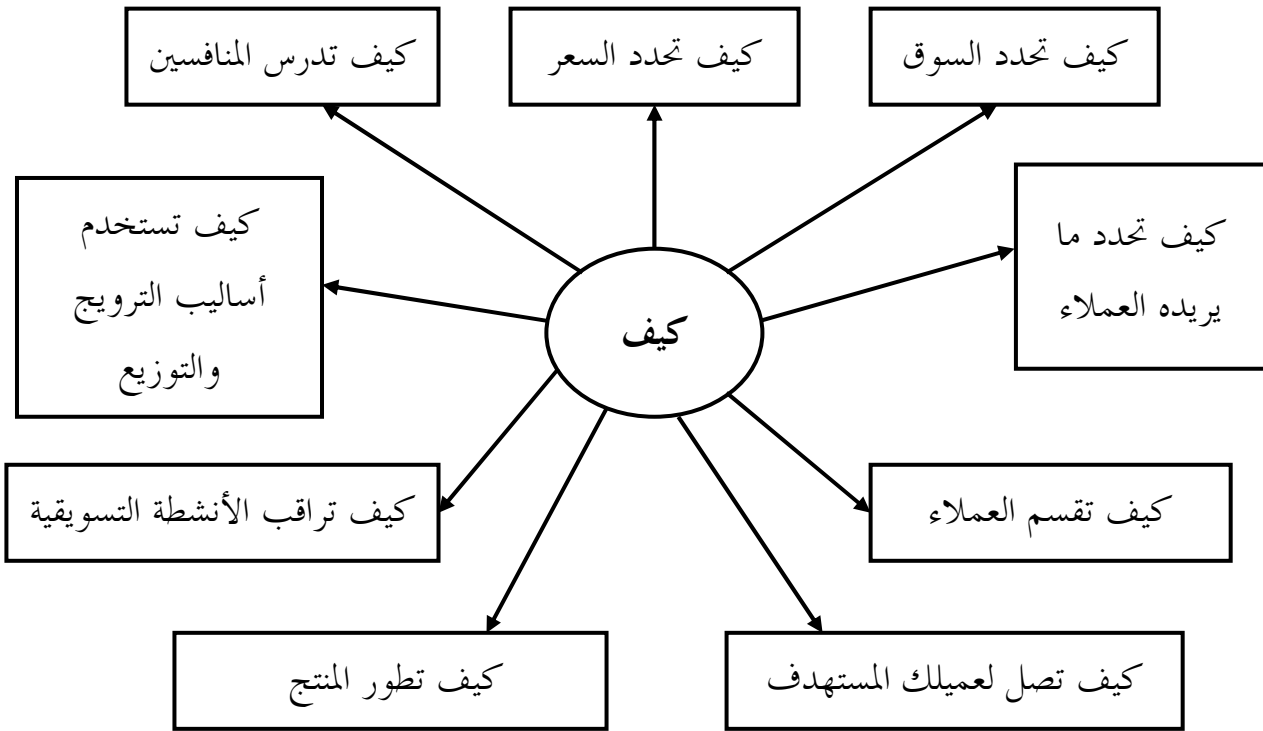 كيف تحدد السوق
كيف تحدد السعر
كيف تدرس المنافسين
كيف تحدد ما
يريده العملاء
كيف تستخدم
أساليب الترويج
والتوزيع
كيف
كيف تقسم العملاء
كيف تراقب الأنشطة التسويقية
كيف تصل لعميلك المستهدف
كيف تطور المنتج